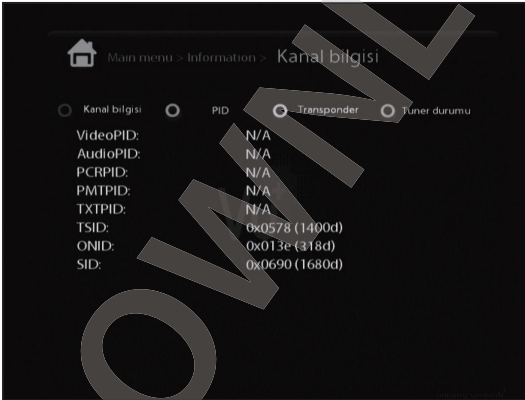 Main menu > Information > Kanal bilgisi
Kanal bilgisi PID Transponder Tuner durumu
VideoPID: N/A
AudioPID: N/A
PCRPID: N/A
PMTPID: N/A
TXTPID: N/A
TSID: 0x0578 (1400d)
ONID: 0x013e (318d)
SID: 0x0690 (1680d)
OWNL